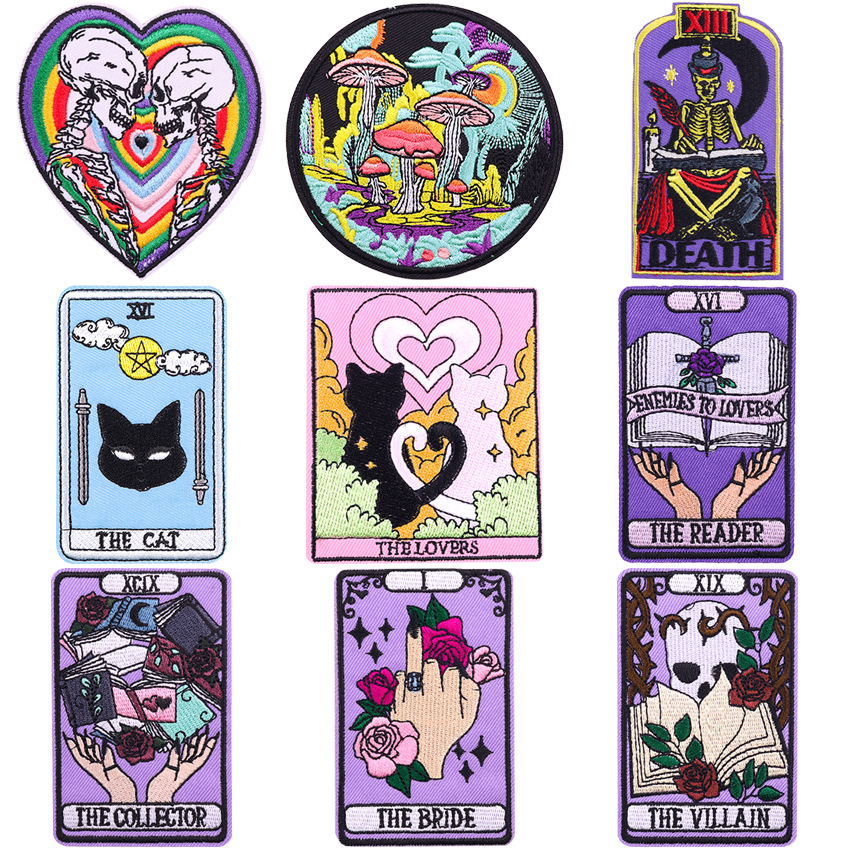 XIII
DEATH
XVI
THE CAT
THE LOVERS
XVI
ENEMIES TO LOVERS
THE READER
XCIX
THE COLLECTOR
I
THE BRIDE
XIX
THE VILLAIN